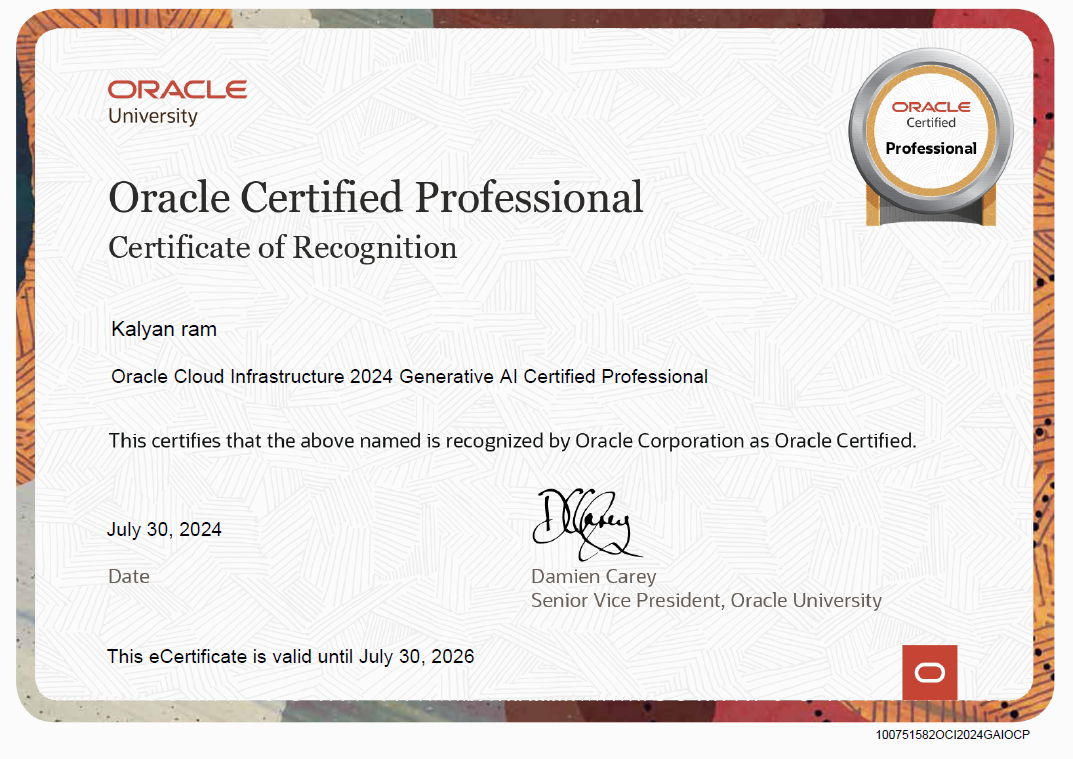 ORACLE
University
ORACLE
Certified
Professional
Oracle Certified Professional
Certificate of Recognition
Kalyan ram
Oracle Cloud Infrastructure 2024 Generative AI Certified Professional
This certifies that the above named is recognized by Oracle Corporation as Oracle Certified.
DCarey
July 30, 2024
Date
Damien Carey
Senior Vice President, Oracle University
This eCertificate is valid until July 30, 2026
100751582OCI2024GAIOCP